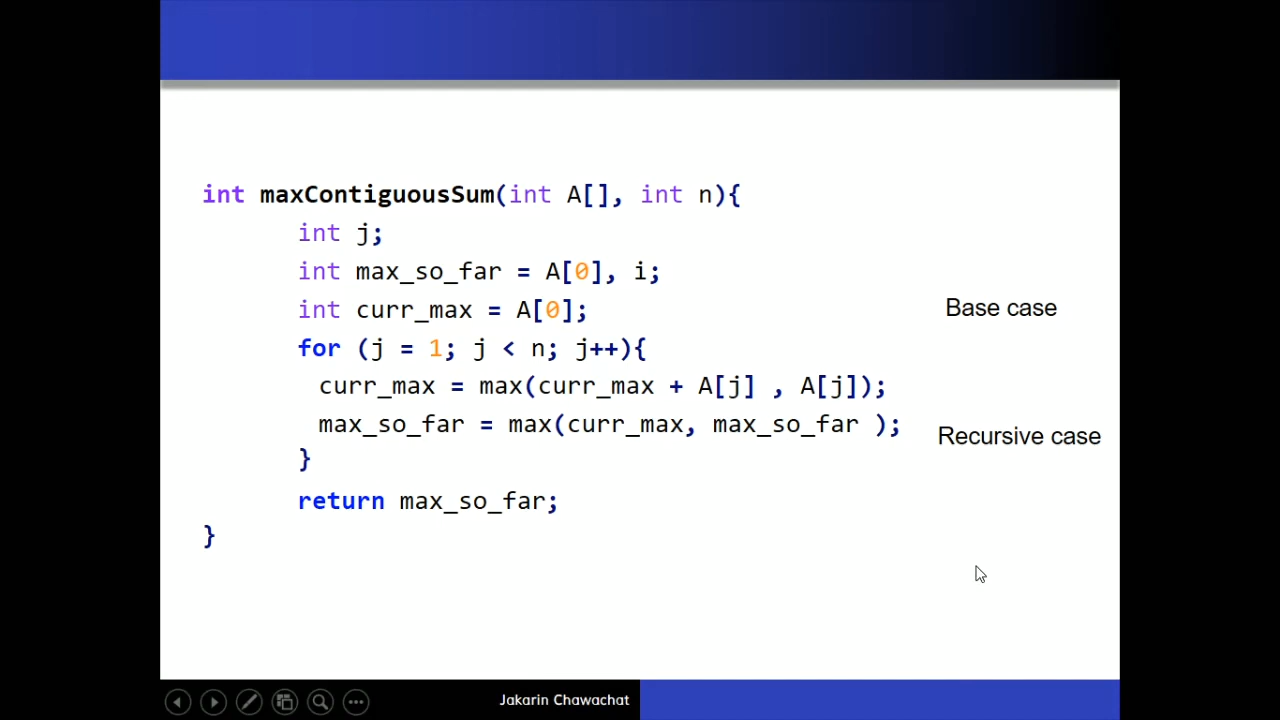 int maxContiguousSum(int A[], int n){
int j;
int max_so_far = A[0], i;
int curr_max = A[0];
Base case
for (j = 1; j < n; j++){
curr_max = max(curr_max + A[j] , A[j]);
max_so_far = max(curr_max, max_so_far );
Recursive case
}
return max_so_far;
}
Jakarin Chawachat